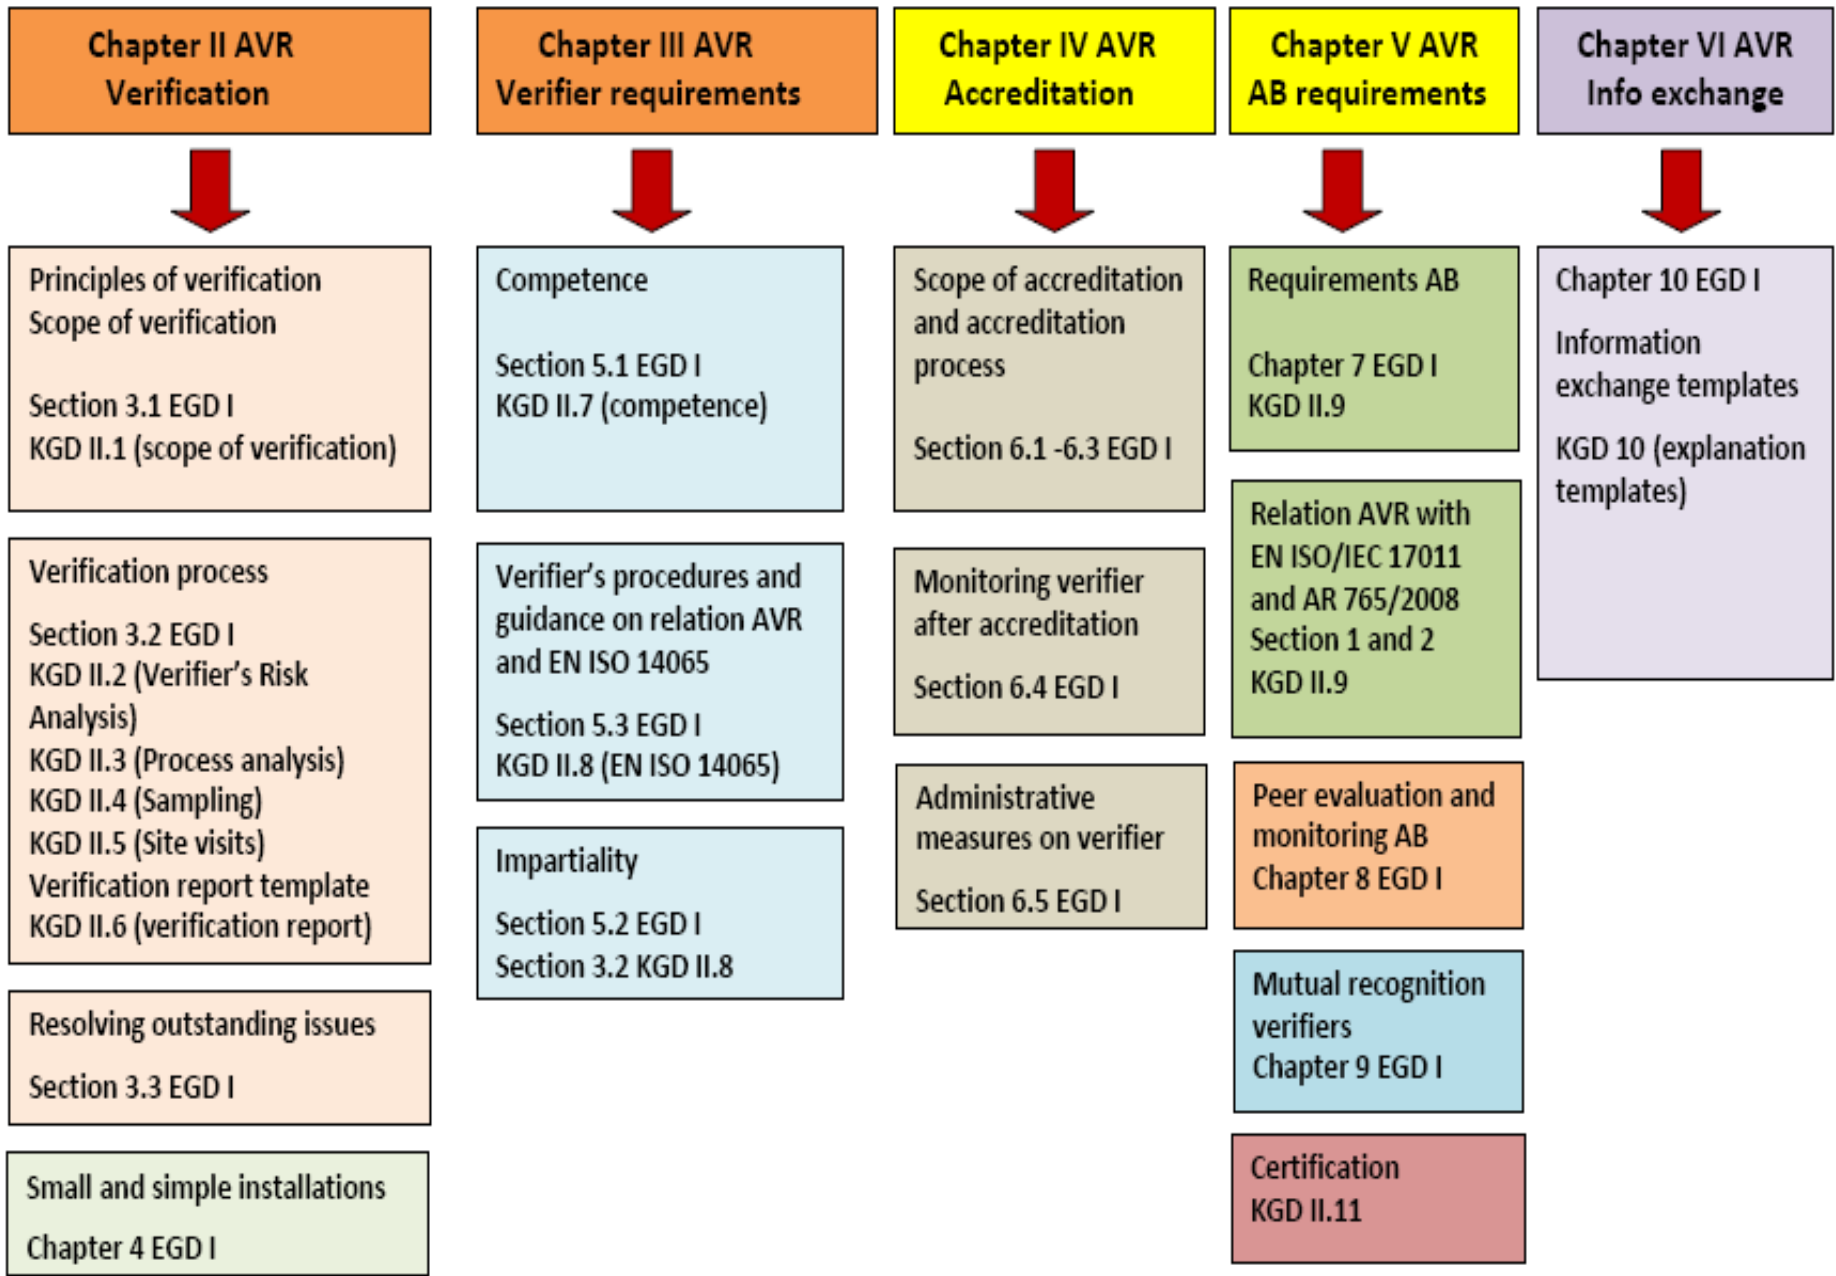 Chapter II AVR
Verification
Principles of verification
Scope of verification
Section 3.1 EGD I
KGD II.1 (scope of verification)
Verification process
Section 3.2 EGD I
KGD II.2 (Verifier's Risk
Analysis)
KGD II.3 (Process analysis)
KGD II.4 (Sampling)
KGD II.5 (Site visits)
Verification report template
KGD II.6 (verification report)
Resolving outstanding issues
Section 3.3 EGD I
Small and simple installations
Chapter 4 EGD I
Chapter III AVR
Verifier requirements
Competence
Section 5.1 EGD I
KGD II.7 (competence)
Verifier's procedures and
guidance on relation AVR
and EN ISO 14065
Section 5.3 EGD I
KGD II.8 (EN ISO 14065)
Impartiality
Section 5.2 EGD I
Section 3.2 KGD II.8
Chapter IV AVR
Accreditation
Scope of accreditation
and accreditation
process
Section 6.1 -6.3 EGD I
Monitoring verifier
after accreditation
Section 6.4 EGD I
Administrative
measures on verifier
Section 6.5 EGD I
Chapter V AVR
AB requirements
Requirements AB
Chapter 7 EGD I
KGD II.9
Relation AVR with
EN ISO/IEC 17011
and AR 765/2008
Section 1 and 2
KGD II.9
Peer evaluation and
monitoring AB
Chapter 8 EGD I
Mutual recognition
verifiers
Chapter 9 EGD I
Certification
KGD II.11
Chapter VI AVR
Info exchange
Chapter 10 EGD I
Information
exchange templates
KGD 10 (explanation
templates)